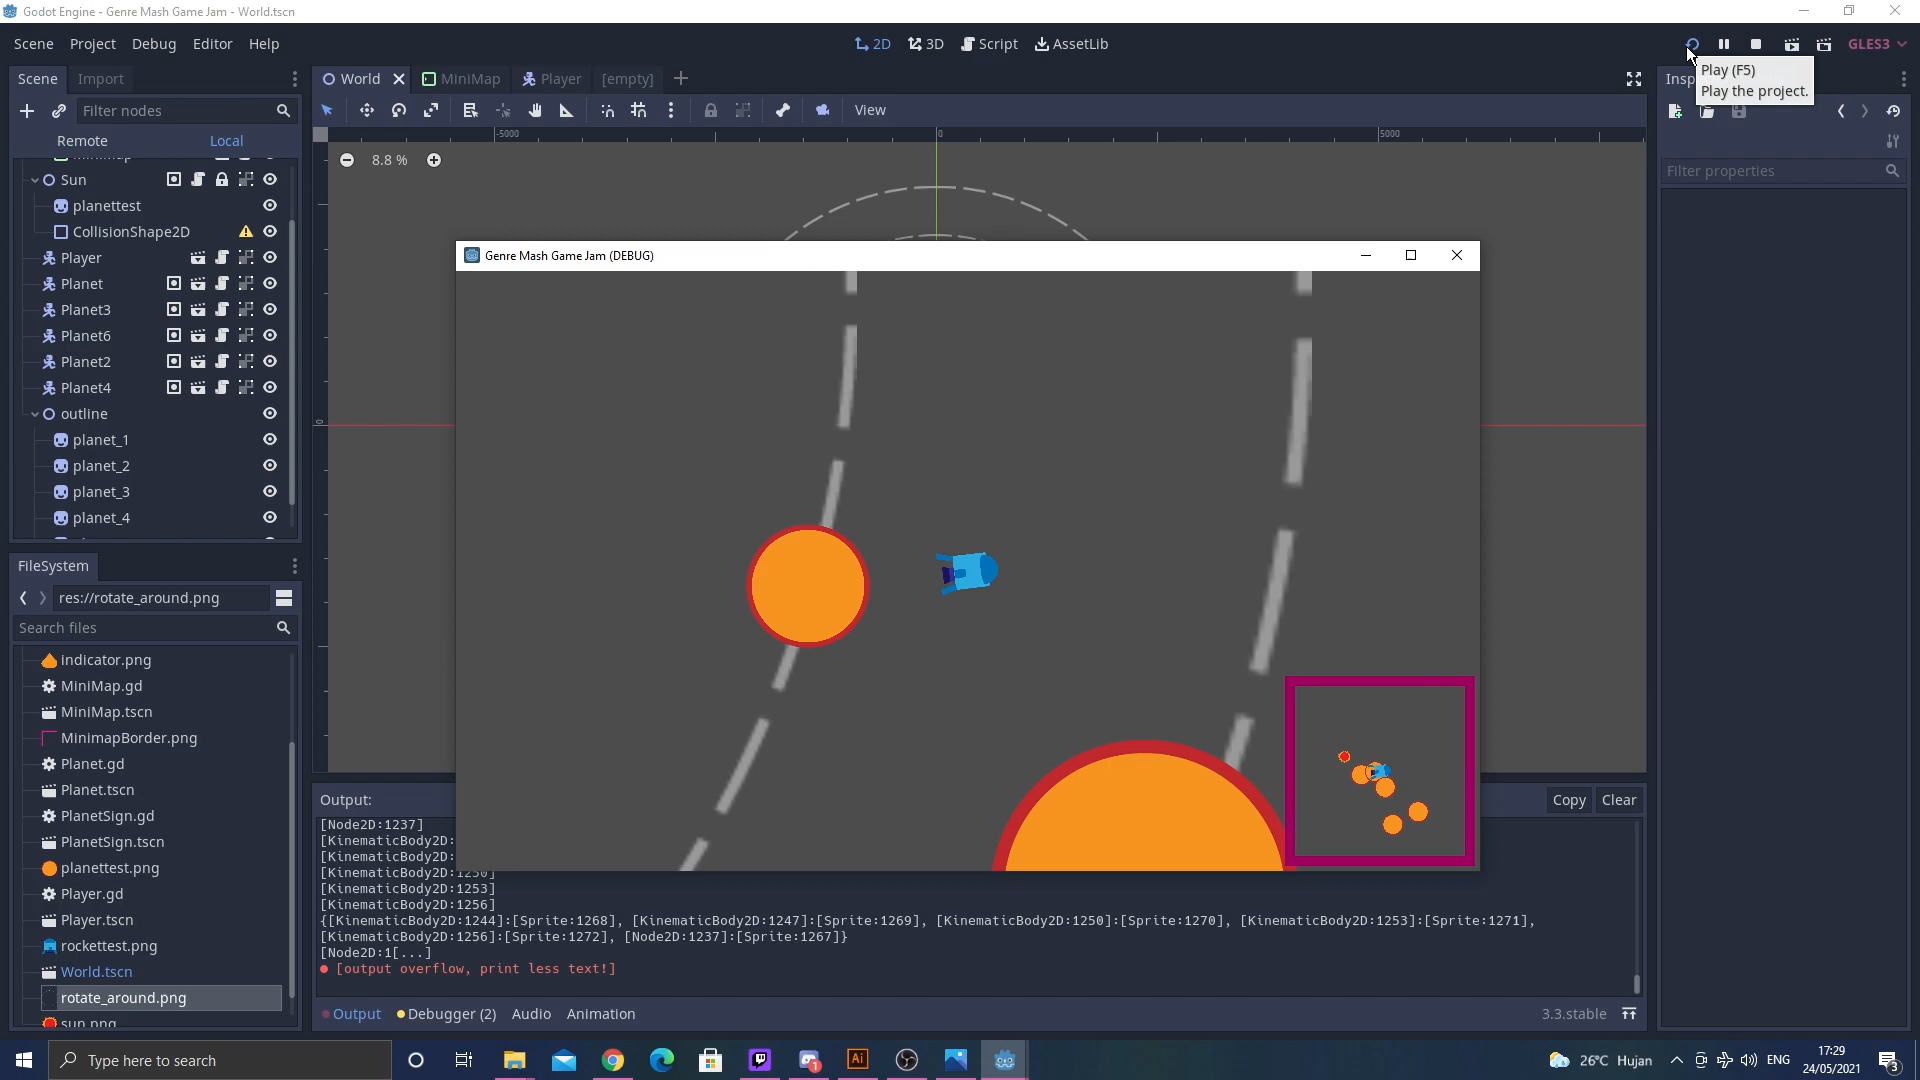 Godot Engine - Genre Mash Game Jam - World.tscn
Scene Project Debug Editor Help
2D 3D Script AssetLib
GLES3
Scene Import
World MiniMap Player [empty]
Insp
Play (F5)
Play the project.
Filter nodes
View
Remote Local
-5000 0 5000
8.8 %
Filter properties
Sun
planettest
CollisionShape2D
Player
Planet
Planet3
Planet6
Planet2
Planet4
outline
planet_1
planet_2
planet_3
planet_4
0
Genre Mash Game Jam (DEBUG)
FileSystem
res://rotate_around.png
Search files
indicator.png
MiniMap.gd
MiniMap.tscn
MinimapBorder.png
Planet.gd
Planet.tscn
PlanetSign.gd
PlanetSign.tscn
planettest.png
Player.gd
Player.tscn
rockettest.png
World.tscn
rotate_around.png
sun.png
Output:
Copy Clear
[Node2D:1237]
[KinematicBody2D:
[KinematicBody2D:
[KinematicBody2D:1250]
[KinematicBody2D:1253]
[KinematicBody2D:1256]
{[KinematicBody2D:1244]:[Sprite:1268], [KinematicBody2D:1247]:[Sprite:1269], [KinematicBody2D:1250]:[Sprite:1270], [KinematicBody2D:1253]:[Sprite:1271],
[KinematicBody2D:1256]:[Sprite:1272], [Node2D:1237]:[Sprite:1267]}
[Node2D:1[...]
[output overflow, print less text!]
Output Debugger (2) Audio Animation
3.3.stable
Type here to search
Ai
1
26°C Hujan
ENG
17:29
24/05/2021
3